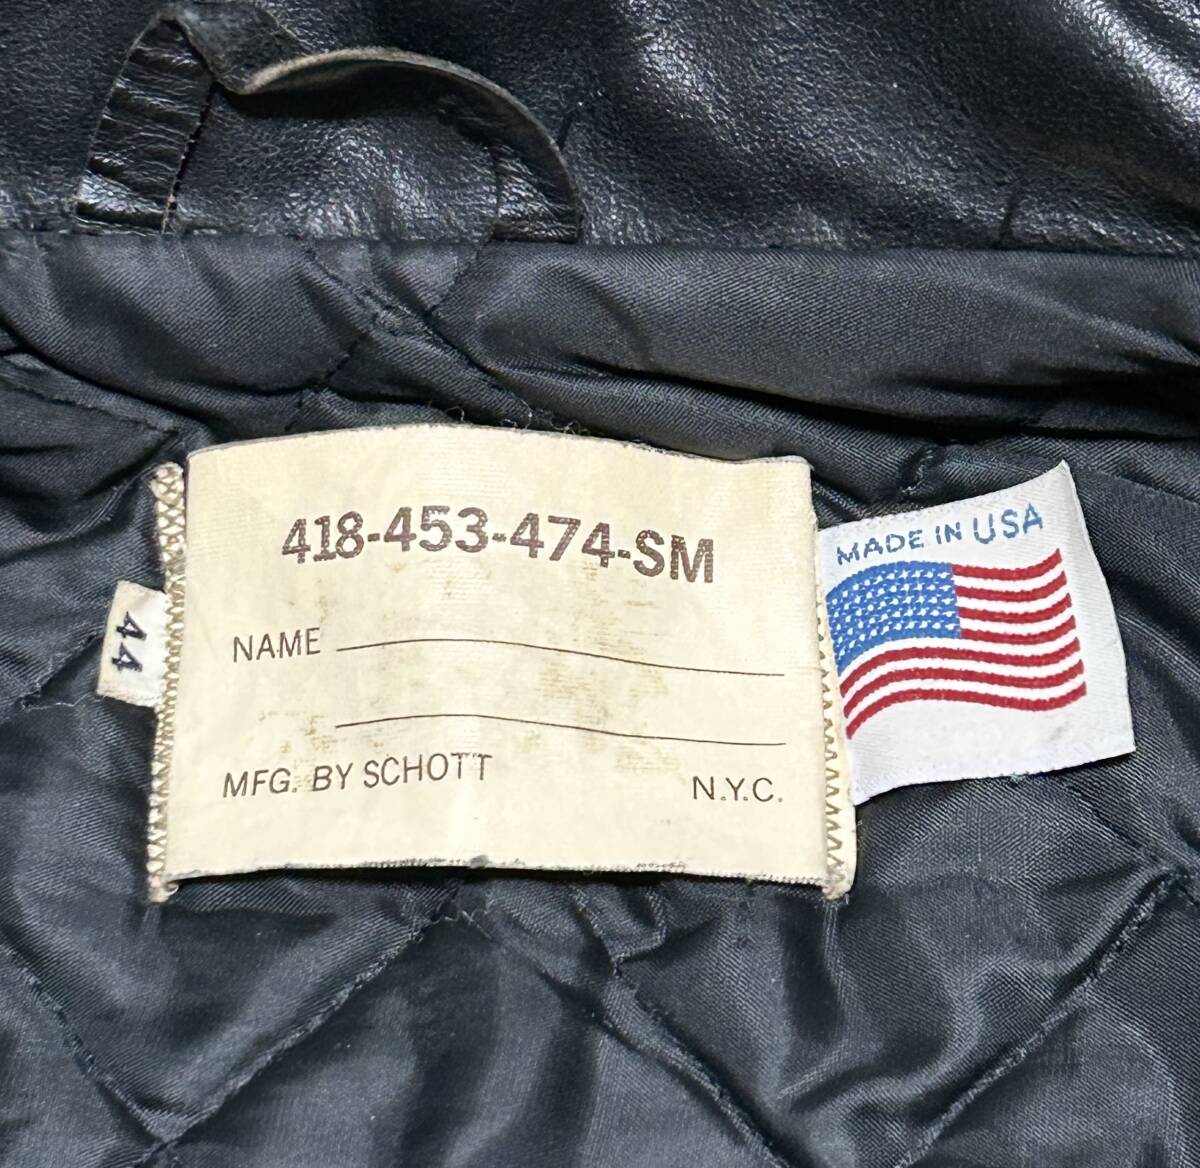 418-453-474-SM
NAME
MFG. BY SCHOTT N.Y.C.
44
MADE IN USA